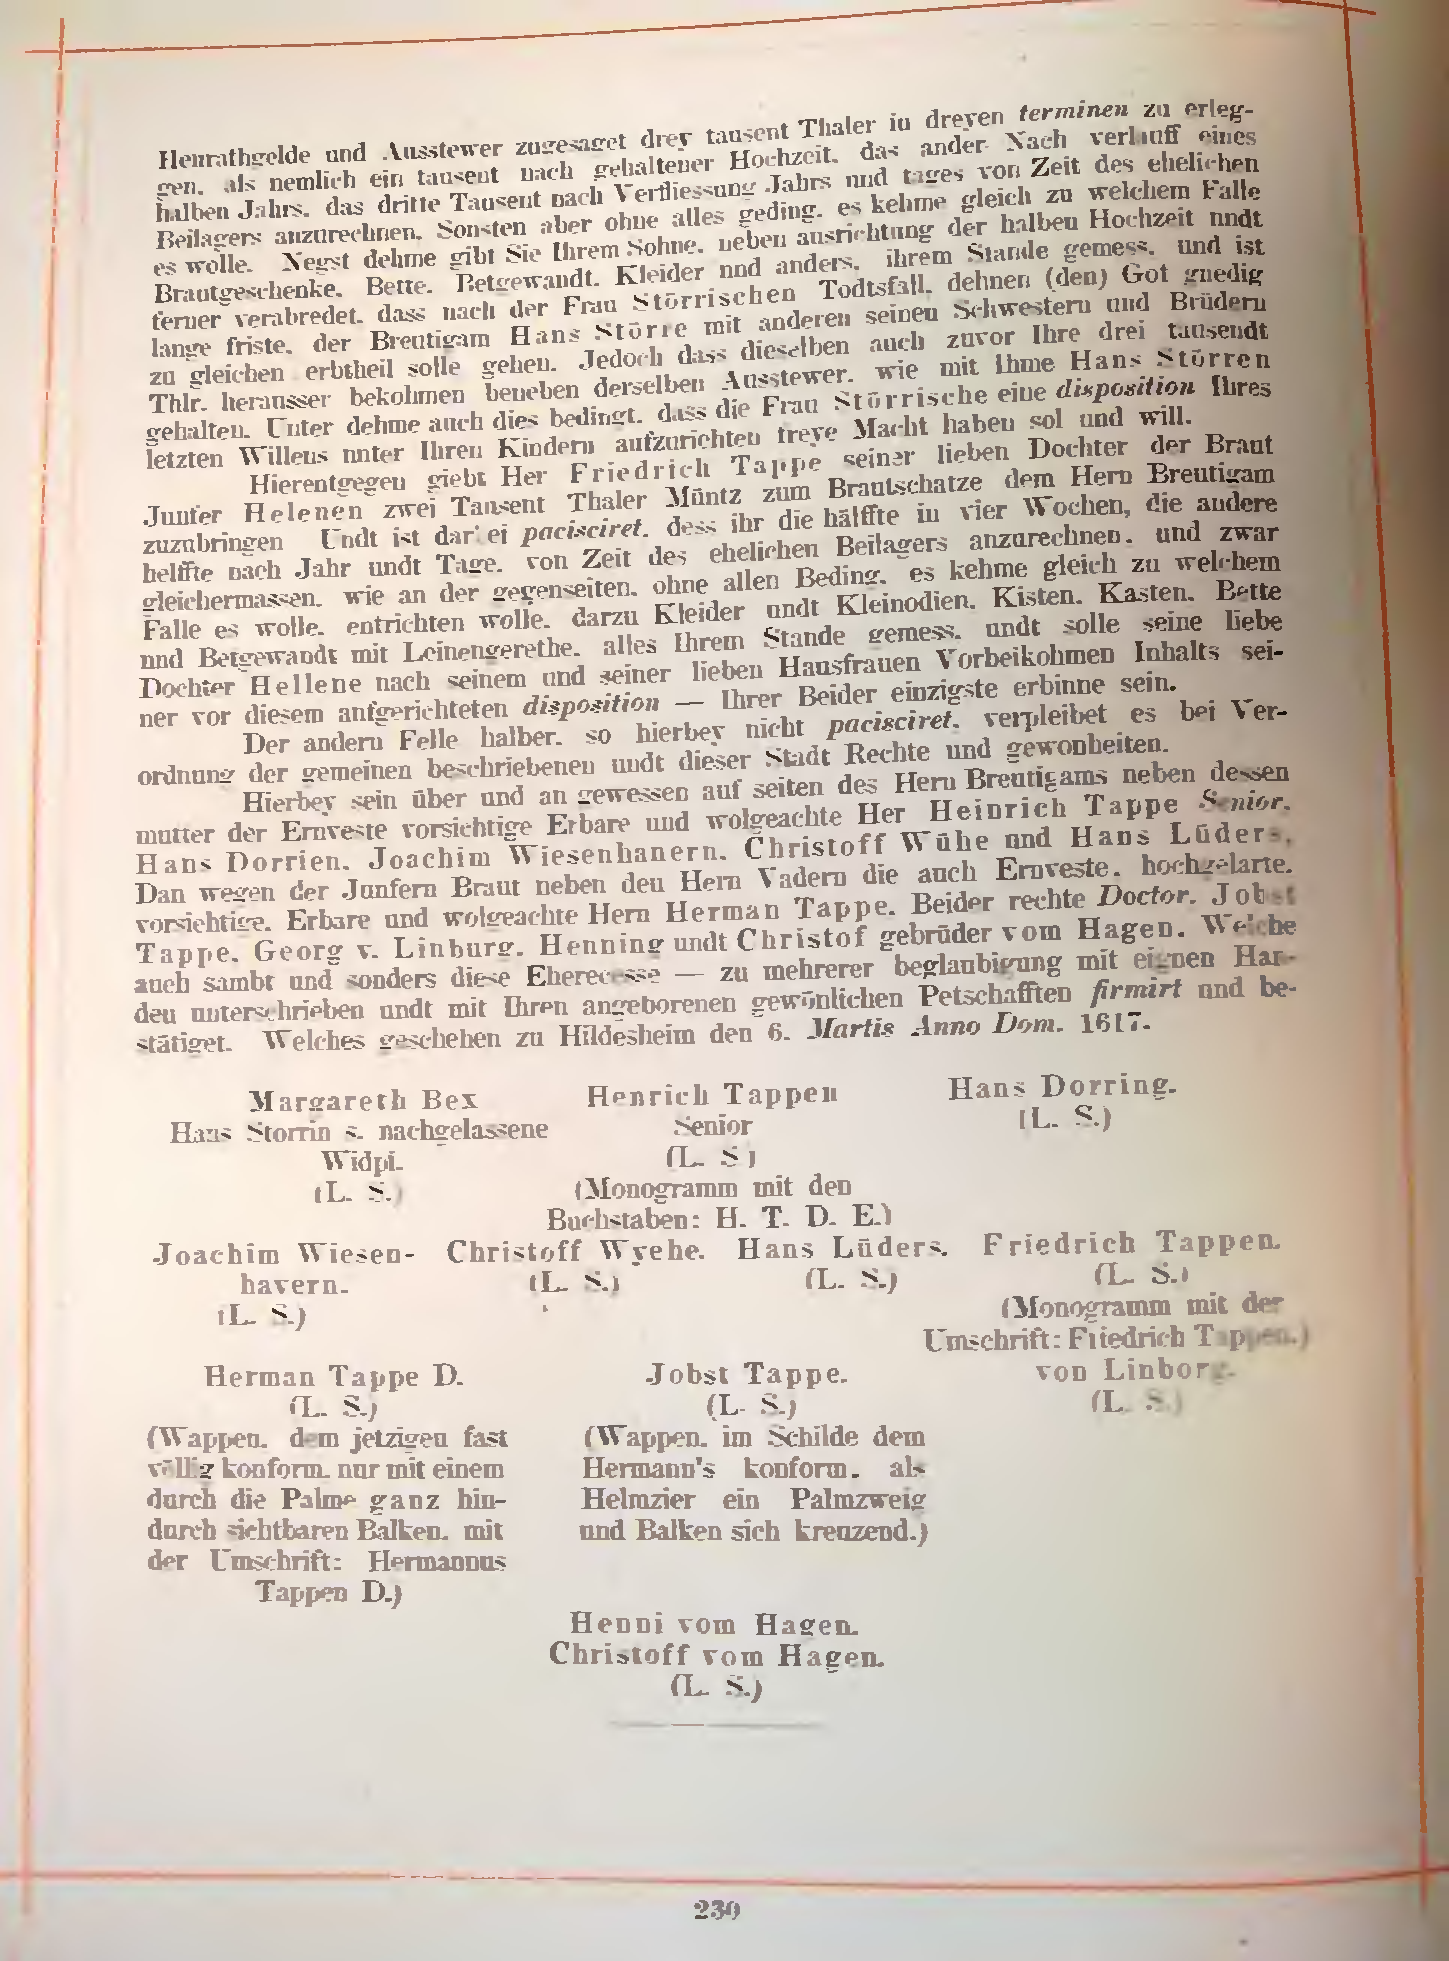 Heurathgelde und Ausstewer zugesaget drey tausent Thaler in dreyen terminen zu erleg-
gen, als nemlich ein tausent nach gehaltener Hochzeit, das ander Nach verlauff eines
halben Jahrs, das dritte Tausent nach Verfliessung Jahrs und tages von Zeit des ehelichen
Beilagers anzurechnen. Sonsten aber ohne alles geding, es kehme gleich zu welchem Falle
es wolle. Negst dehme gibt Sie Ihrem Sohne, neben ausrichtung der halben Hochzeit undt
Brautgeschenke, Bette, Betgewandt, Kleider und anders, ihrem Stande gemess, und ist
ferner verabredet, dass nach der Frau Störrischen Todtsfall, dehnen (den) Got gnedig
lange friste, der Breutigam Hans Större mit anderen seinen Schwestern und Brüdern
zu gleichen erbtheil solle gehen. Jedoch dass dieselben auch zuvor Ihre drei tausendt
Thlr. herausser bekohmen beneben derselben Ausstewer, wie mit Ihme Hans Störren
gehalten. Unter dehme auch dies bedingt, dass die Frau Störrische eine disposition Ihres
letzten Willens unter Ihren Kindern aufzurichten freye Macht haben sol und will.
Hierentgegen giebt Her Friedrich Tappe seiner lieben Dochter der Braut
Junfer Helenen zwei Tausent Thaler Müntz zum Brautschatze dem Hern Breutigam
zuzubringen Undt ist darbei pacisciret, dess ihr die hälffte in vier Wochen, die andere
helffte nach Jahr undt Tage, von Zeit des ehelichen Beilagers anzurechnen, und zwar
gleichermassen, wie an der gegenseiten, ohne allen Beding, es kehme gleich zu welchem
Falle es wolle, entrichten wolle, darzu Kleider undt Kleinodien, Kisten, Kasten, Bette
und Betgewandt mit Leinengerethe, alles Ihrem Stande gemess, undt solle seine liebe
Dochter Hellene nach seinem und seiner lieben Hausfrauen Vorbeikohmen Inhalts sei-
ner vor diesem aufgerichteten disposition — Ihrer Beider einzigste erbinne sein.
Der andern Felle halber, so hierbey nicht pacisciret, verpleibet es bei Ver-
ordnung der gemeinen beschriebenen undt dieser Stadt Rechte und gewonheiten.
Hierbey sein über und an gewessen auf seiten des Hern Breutigams neben dessen
mutter der Ernveste vorsichtige Erbare und wolgeachte Her Heinrich Tappe Senior,
Hans Dorrien, Joachim Wiesenhanern, Christoff Wühe und Hans Lüders,
Dan wegen der Junfern Braut neben den Hern Vadern die auch Ernveste, hochgelarte,
vorsichtige, Erbare und wolgeachte Hern Herman Tappe, Beider rechte Doctor, Jobst
Tappe, Georg v. Linburg, Henning undt Christof gebrüder vom Hagen. Welche
auch sambt und sonders diese Eherecesse — zu mehrerer beglaubigung mit eignen Han-
den unterschrieben undt mit Ihren angeborenen gewönlichen Petschafften firmirt und be-
stätiget. Welches geschehen zu Hildesheim den 6. Martis Anno Dom. 1617.
Margareth Bex
Hans Storrin s. nachgelassene
Widpl.
(L. S.)
Henrich Tappen
Senior
(L. S.)
(Monogramm mit den
Buchstaben: H. T. D. E.)
Hans Dorring.
(L. S.)
Joachim Wiesen-
havern.
(L. S.)
Christoff Wyehe.
(L. S.)
Hans Lüders.
(L. S.)
Friedrich Tappen.
(L. S.)
(Monogramm mit der
Umschrift: Friedrich Tappen.)
Herman Tappe D.
(L. S.)
(Wappen, dem jetzigen fast
völlig konform, nur mit einem
durch die Palme ganz hin-
durch sichtbaren Balken, mit
der Umschrift: Hermannus
Tappen D.)
Jobst Tappe.
(L. S.)
(Wappen, im Schilde dem
Hermann's konform, als
Helmzier ein Palmzweig
und Balken sich kreuzend.)
von Linborg.
(L. S.)
Henni vom Hagen.
Christoff vom Hagen.
(L. S.)
230